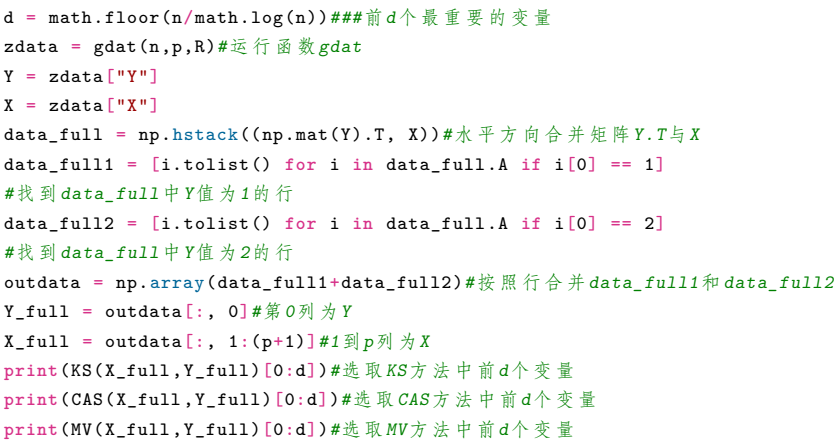 d = math.floor(n/math.log(n))###前d个最重要的变量
zdata = gdat(n,p,R)#运行函数gdat
Y = zdata["Y"]
X = zdata["X"]
data_full = np.hstack((np.mat(Y).T, X))#水平方向合并矩阵Y.T与X
data_full1 = [i.tolist() for i in data_full.A if i[0] == 1]
#找到data_full中Y值为1的行
data_full2 = [i.tolist() for i in data_full.A if i[0] == 2]
#找到data_full中Y值为2的行
outdata = np.array(data_full1+data_full2)#按照行合并data_full1和data_full2
Y_full = outdata[:, 0]#第0列为Y
X_full = outdata[:, 1:(p+1)]#1到p列为X
print(KS(X_full,Y_full)[0:d])#选取KS方法中前d个变量
print(CAS(X_full,Y_full)[0:d])#选取CAS方法中前d个变量
print(MV(X_full,Y_full)[0:d])#选取MV方法中前d个变量